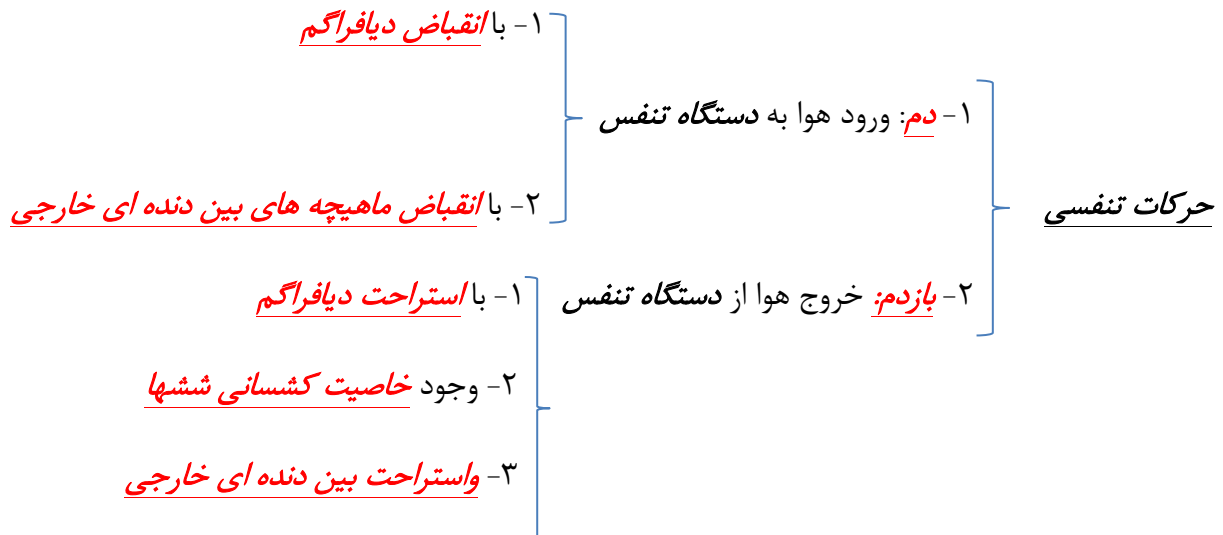 حرکات تنفسی
۱- دم: ورود هوا به دستگاه تنفس
۱- با انقباض دیافراگم
۲- با انقباض ماهیچه های بین دنده ای خارجی
۲- بازدم: خروج هوا از دستگاه تنفس
۱- با استراحت دیافراگم
۲- وجود خاصیت کشسانی ششها
۳- واستراحت بین دنده ای خارجی